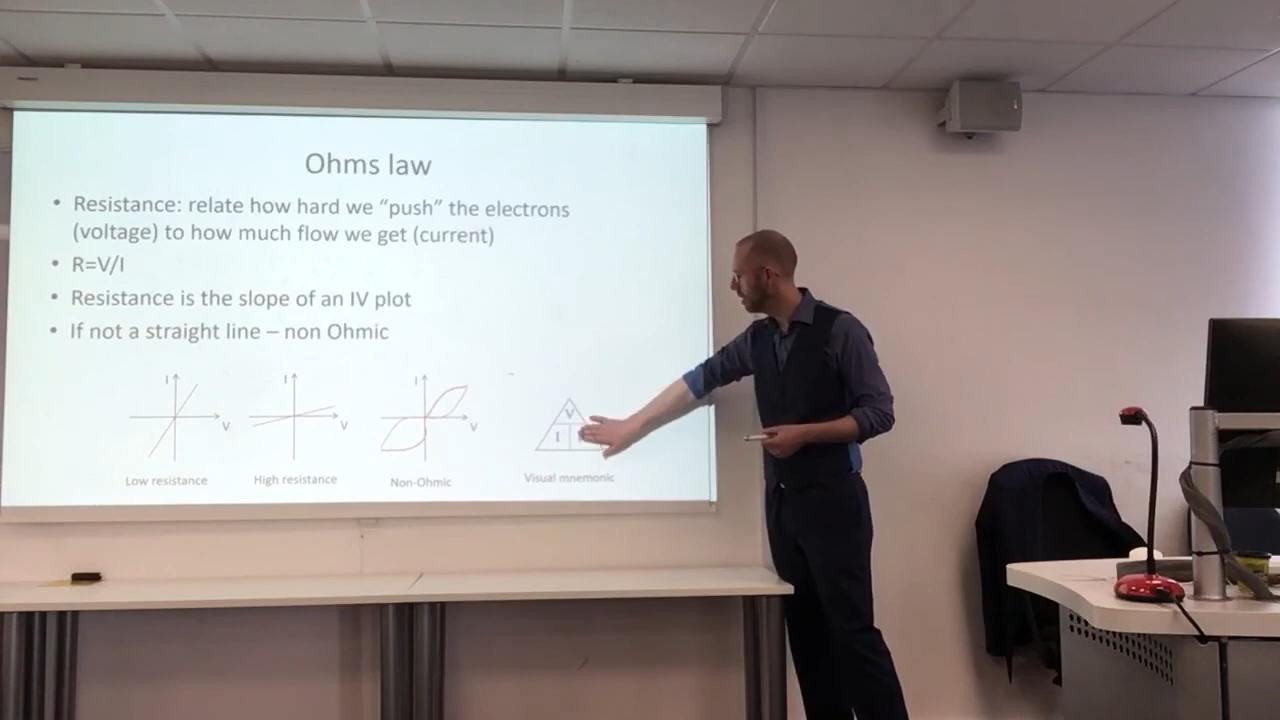 Ohms law
• Resistance: relate how hard we “push” the electrons
(voltage) to how much flow we get (current)
• R=V/I
• Resistance is the slope of an IV plot
• If not a straight line – non Ohmic
I V
I V
I V
V
I
Low resistance
High resistance
Non-Ohmic
Visual mnemonic